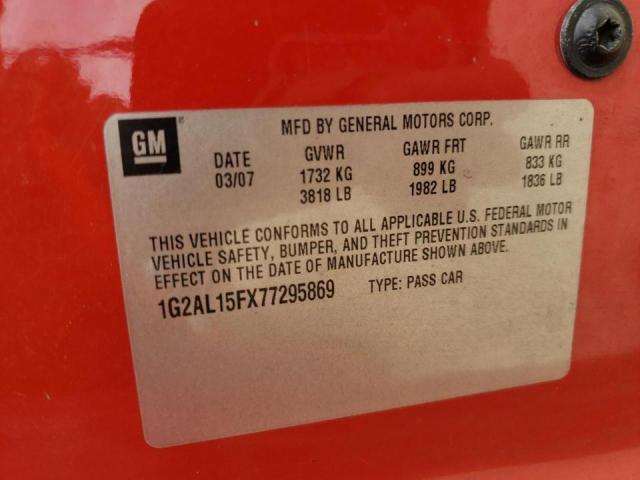 GM
MFD BY GENERAL MOTORS CORP.
DATE GVWR GAWR FRT GAWR RR
03/07 1732 KG 899 KG 833 KG
3818 LB 1982 LB 1836 LB
THIS VEHICLE CONFORMS TO ALL APPLICABLE U.S. FEDERAL MOTOR
VEHICLE SAFETY, BUMPER, AND THEFT PREVENTION STANDARDS IN
EFFECT ON THE DATE OF MANUFACTURE SHOWN ABOVE.
1G2AL15FX77295869 TYPE: PASS CAR